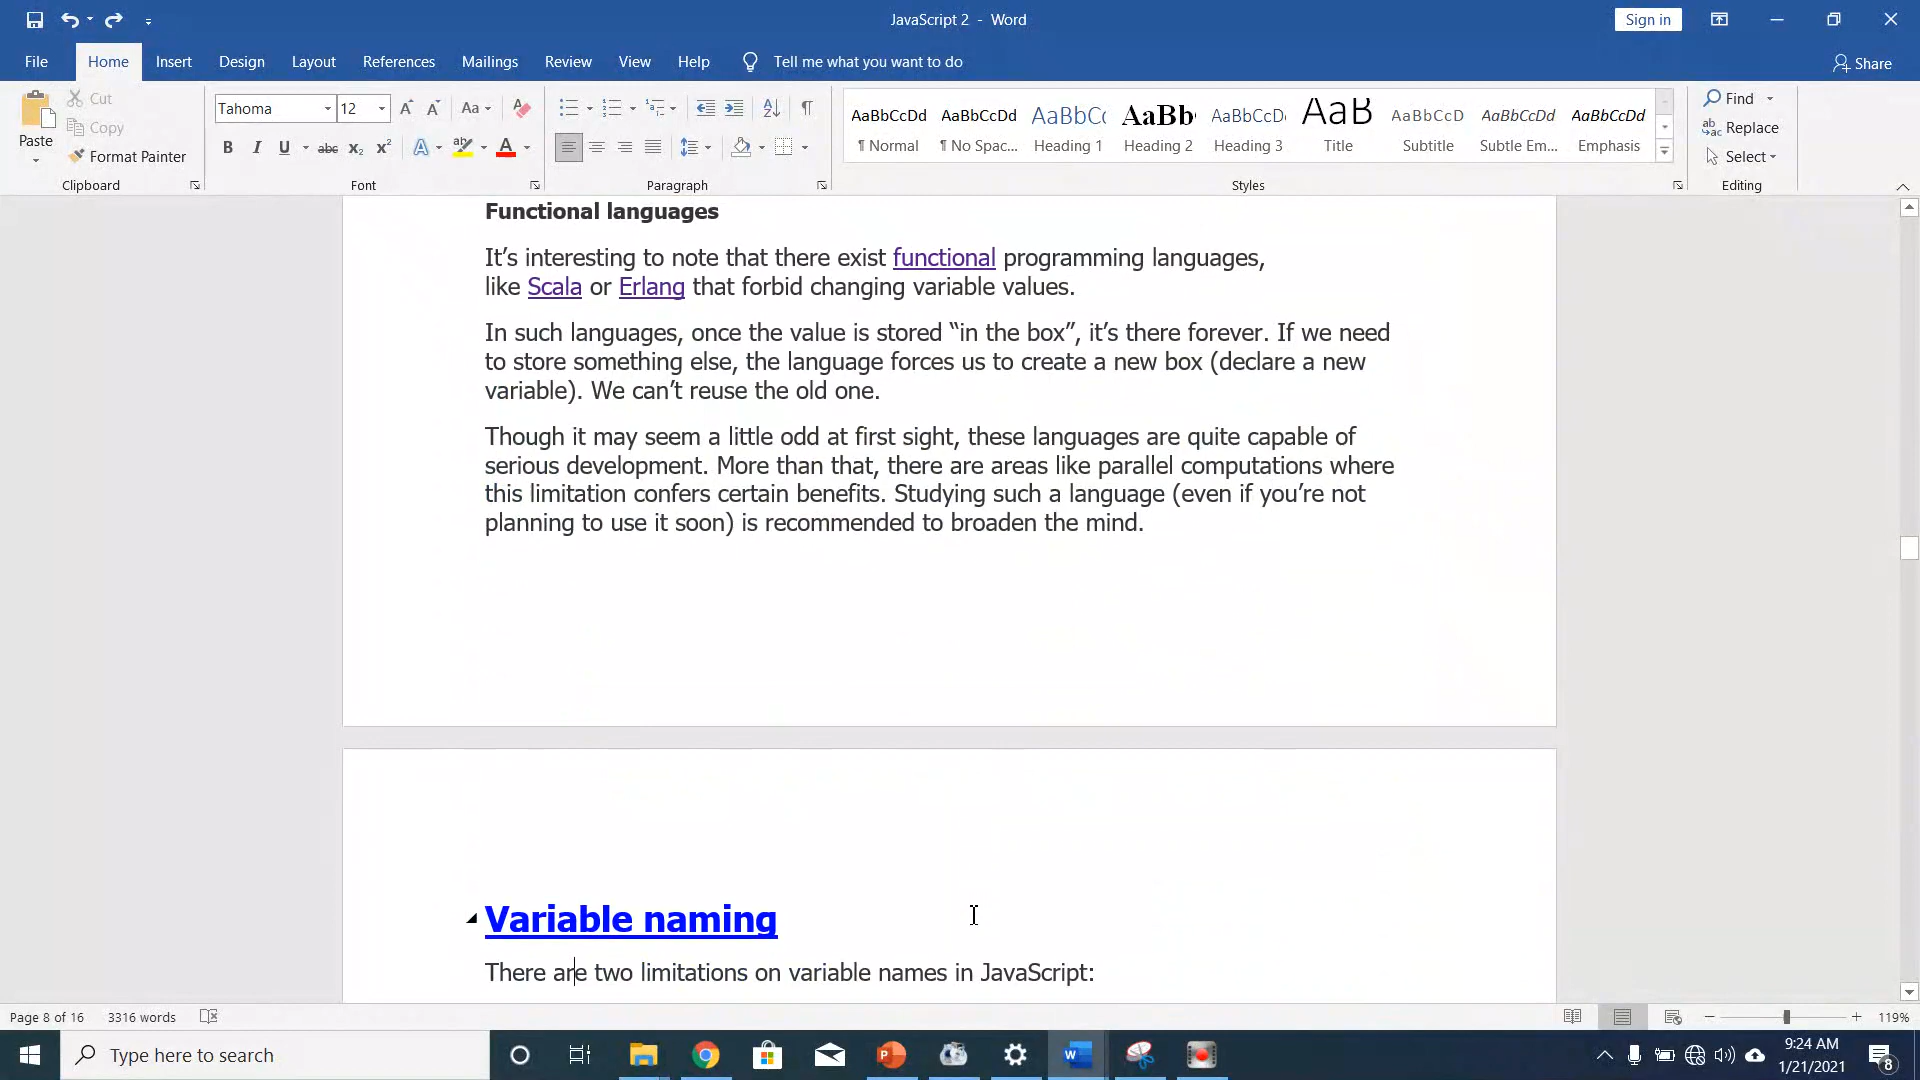 JavaScript 2 - Word
Sign in
File Home Insert Design Layout References Mailings Review View Help Tell me what you want to do Share
Paste
Cut
Copy
Format Painter
Clipboard
Tahoma 12
Aa
B I U abc x₂ x² A A
Font
Paragraph
AaBbCcDd AaBbCcDd AaBbCc AaBb AaBbCcD AaB AaBbCcD AaBbCcDd AaBbCcDd
¶ Normal ¶ No Spac... Heading 1 Heading 2 Heading 3 Title Subtitle Subtle Em... Emphasis
Styles
Find
Replace
Select
Editing
Functional languages
It’s interesting to note that there exist functional programming languages,
like Scala or Erlang that forbid changing variable values.
In such languages, once the value is stored “in the box”, it’s there forever. If we need
to store something else, the language forces us to create a new box (declare a new
variable). We can’t reuse the old one.
Though it may seem a little odd at first sight, these languages are quite capable of
serious development. More than that, there are areas like parallel computations where
this limitation confers certain benefits. Studying such a language (even if you’re not
planning to use it soon) is recommended to broaden the mind.
Variable naming
There are two limitations on variable names in JavaScript:
Page 8 of 16 3316 words 119%
Type here to search
9:24 AM
1/21/2021
8